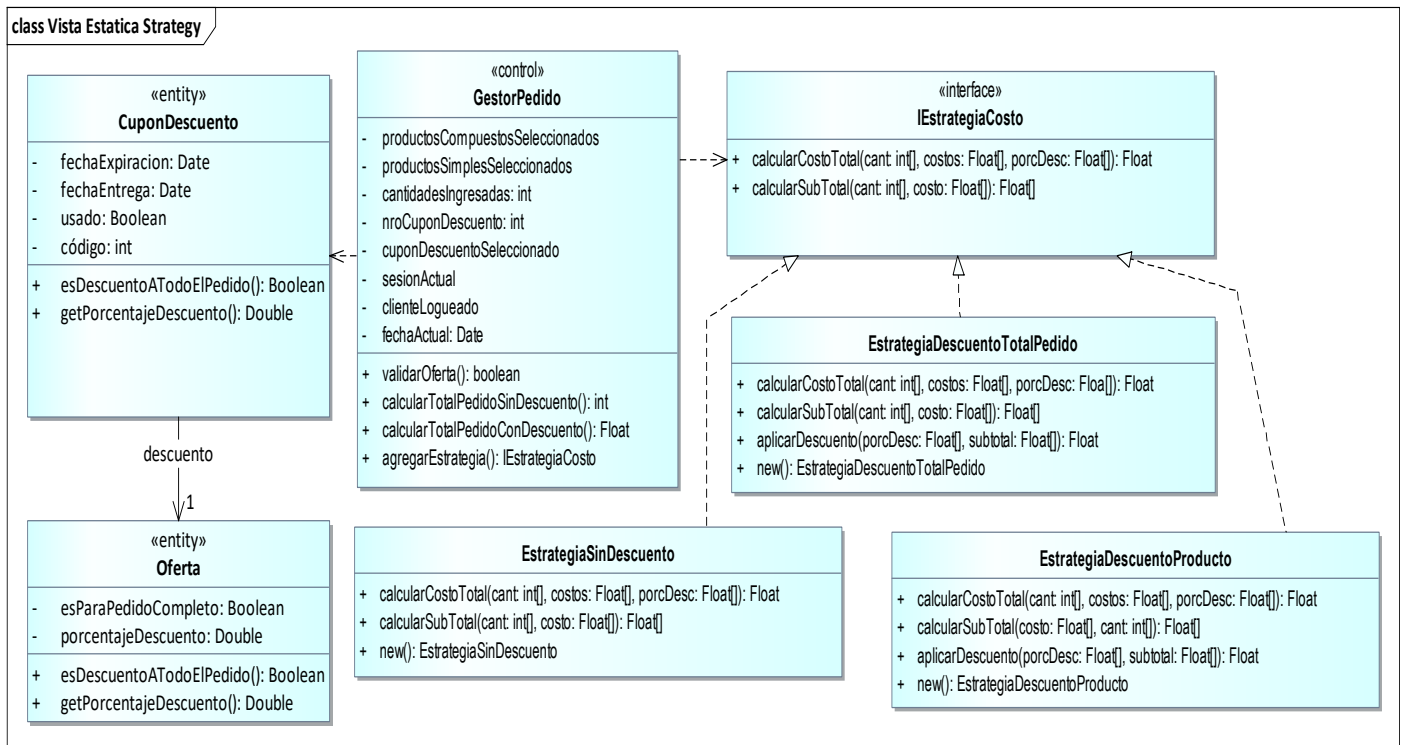 class Vista Estatica Strategy
«entity»
CuponDescuento
- fechaExpiracion: Date
- fechaEntrega: Date
- usado: Boolean
- código: int
+ esDescuentoATodoElPedido(): Boolean
+ getPorcentajeDescuento(): Double
descuento
1
«entity»
Oferta
- esParaPedidoCompleto: Boolean
- porcentajeDescuento: Double
+ esDescuentoATodoElPedido(): Boolean
+ getPorcentajeDescuento(): Double
«control»
GestorPedido
- productosCompuestosSeleccionados
- productosSimplesSeleccionados
- cantidadesIngresadas: int
- nroCuponDescuento: int
- cuponDescuentoSeleccionado
- sesionActual
- clienteLogueado
- fechaActual: Date
+ validarOferta(): boolean
+ calcularTotalPedidoSinDescuento(): int
+ calcularTotalPedidoConDescuento(): Float
+ agregarEstrategia(): IEstrategiaCosto
«interface»
IEstrategiaCosto
+ calcularCostoTotal(cant: int[], costos: Float[], porcDesc: Float[]): Float
+ calcularSubTotal(cant: int[], costo: Float[]): Float[]
EstrategiaDescuentoTotalPedido
+ calcularCostoTotal(cant: int[], costos: Float[], porcDesc: Floa[]): Float
+ calcularSubTotal(cant: int[], costo: Float[]): Float[]
+ aplicarDescuento(porcDesc: Float[], subtotal: Float[]): Float
+ new(): EstrategiaDescuentoTotalPedido
EstrategiaSinDescuento
+ calcularCostoTotal(cant: int[], costos: Float[], porcDesc: Float[]): Float
+ calcularSubTotal(cant: int[], costo: Float[]): Float[]
+ new(): EstrategiaSinDescuento
EstrategiaDescuentoProducto
+ calcularCostoTotal(cant: int[], costos: Float[], porcDesc: Float[]): Float
+ calcularSubTotal(costo: Float[], cant: int[]): Float[]
+ aplicarDescuento(porcDesc: Float[], subtotal: Float[]): Float
+ new(): EstrategiaDescuentoProducto